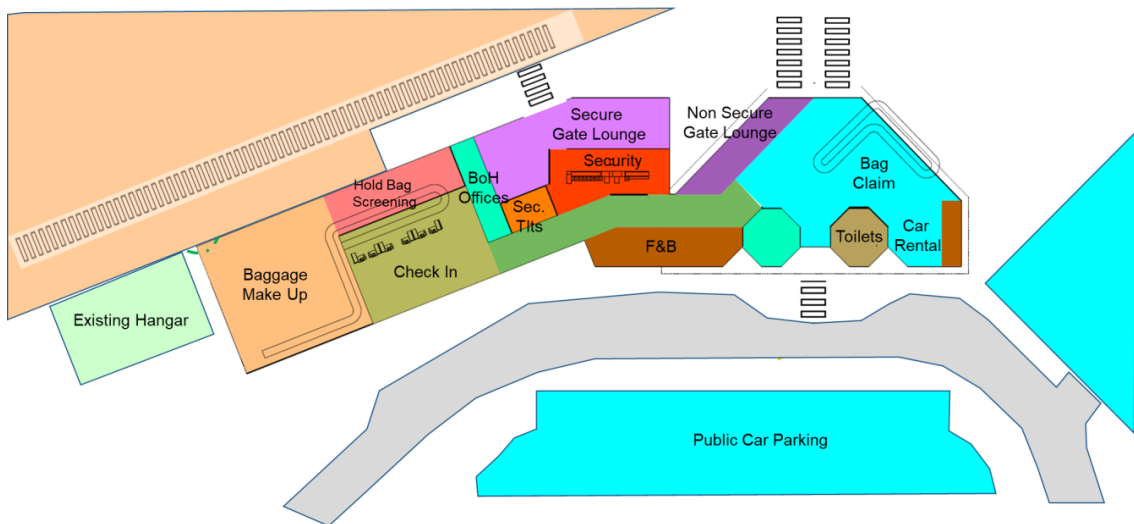 Secure
Gate Lounge
Non Secure
Gate Lounge
Security
Bag
Claim
BoH
Offices
Hold Bag
Screening
Sec.
Tlts
F&B
Toilets
Car
Rental
Check In
Baggage
Make Up
Existing Hangar
Public Car Parking